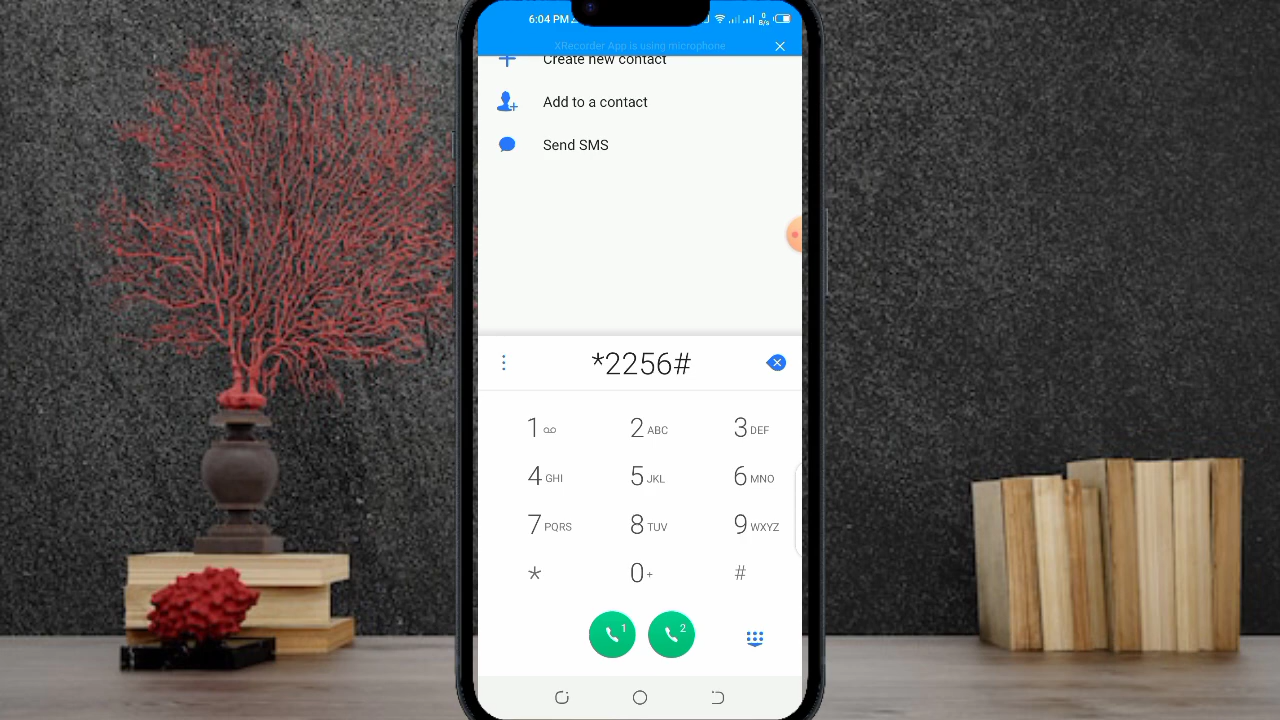 6:04 PM
0
B/s
XRecorder App is using microphone
Create new contact
Add to a contact
Send SMS
*2256#
1
2 ABC
3 DEF
4 GHI
5 JKL
6 MNO
7 PQRS
8 TUV
9 WXYZ
*
0 +
#
1
2